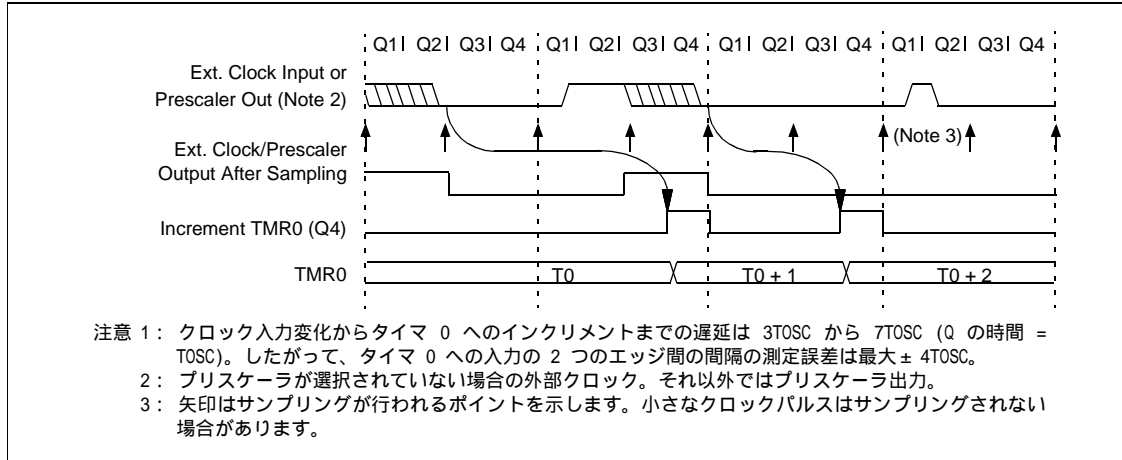 Q1 Q2 Q3 Q4 Q1 Q2 Q3 Q4 Q1 Q2 Q3 Q4 Q1 Q2 Q3 Q4
Ext. Clock Input or
Prescaler Out (Note 2)
(Note 3)
Ext. Clock/Prescaler
Output After Sampling
Increment TMR0 (Q4)
TMR0 T0 T0 + 1 T0 + 2
注意 1: クロック入力変化からタイマ 0 へのインクリメントまでの遅延は 3TOSC から 7TOSC (Q の時間 =
TOSC)。したがって、タイマ 0 への入力の 2 つのエッジ間の間隔の測定誤差は最大± 4TOSC。
2: プリスケーラが選択されていない場合の外部クロック。それ以外ではプリスケーラ出力。
3: 矢印はサンプリングが行われるポイントを示します。小さなクロックパルスはサンプリングされない
場合があります。